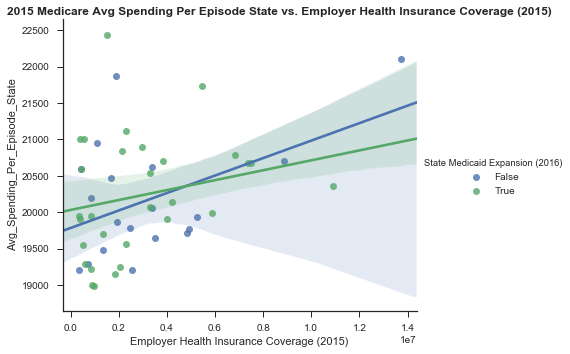 2015 Medicare Avg Spending Per Episode State vs. Employer Health Insurance Coverage (2015)
22500
22000
21500
21000
20500
20000
19500
19000
Avg_Spending_Per_Episode_State
State Medicaid Expansion (2016)
False
True
0.0 0.2 0.4 0.6 0.8 1.0 1.2 1.4
1e7
Employer Health Insurance Coverage (2015)